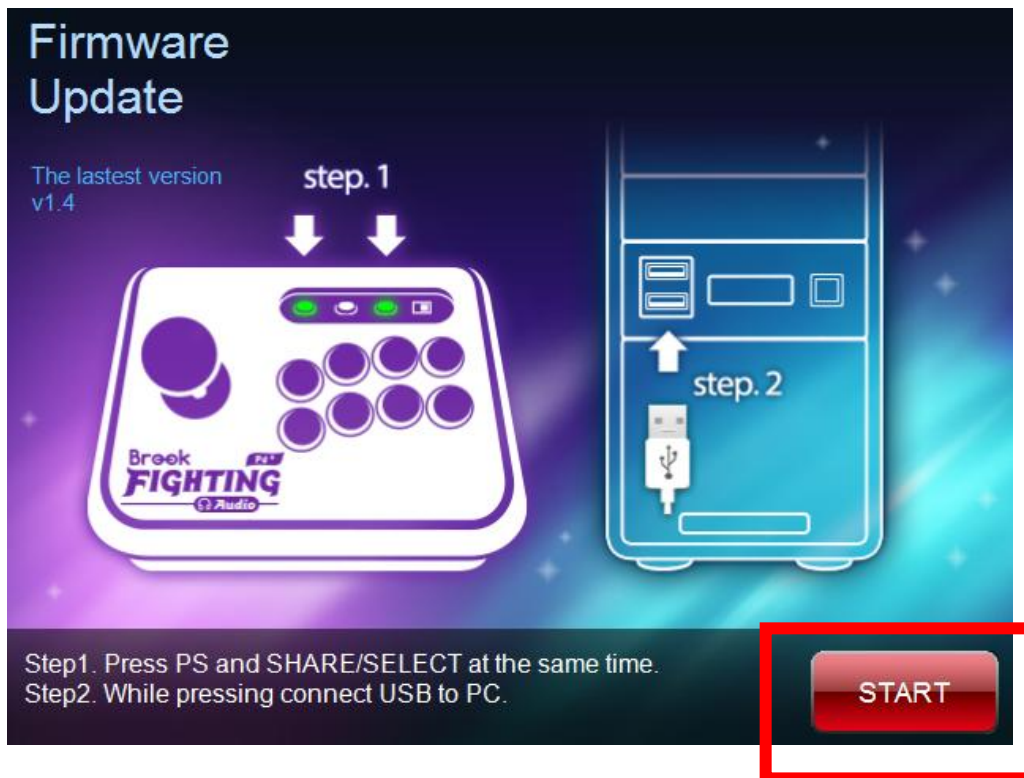 Firmware
Update
The lastest version
v1.4
step. 1
step. 2
Brook
P4+
FIGHTING
Audio
Step1. Press PS and SHARE/SELECT at the same time.
Step2. While pressing connect USB to PC.
START